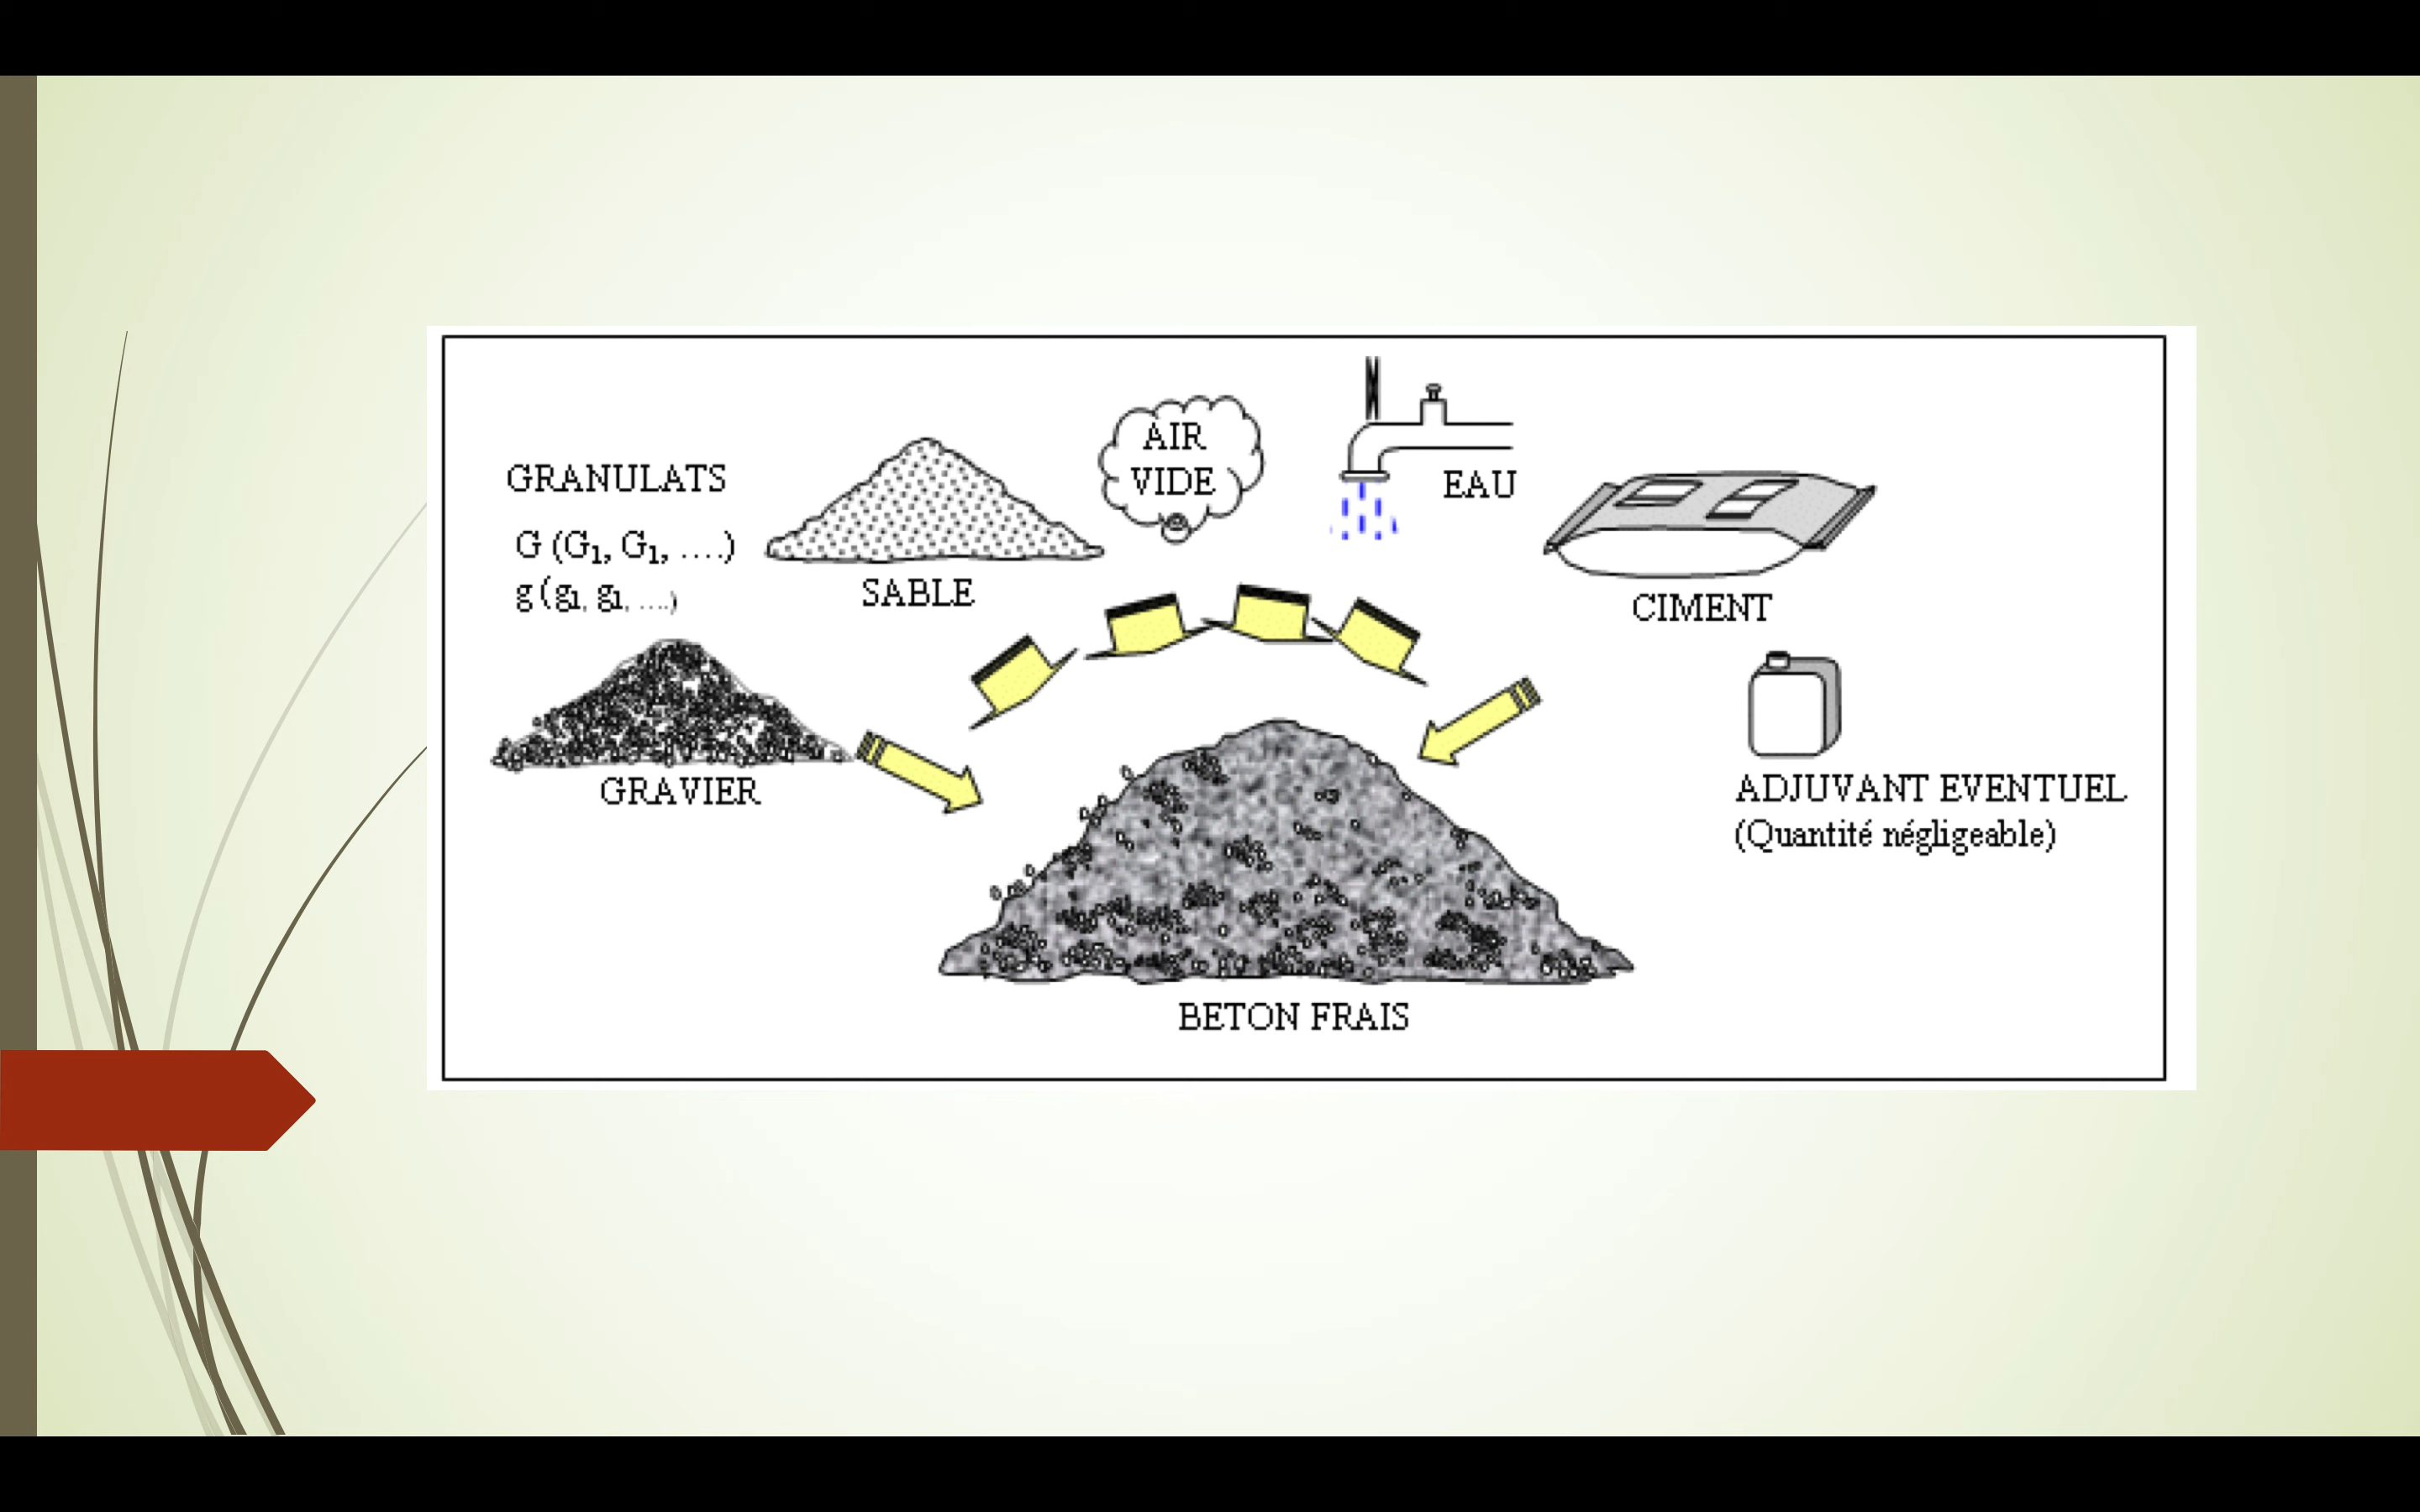 GRANULATS
G (G₁, G₁, ....)
g (g₁, g₁, ....)
SABLE
AIR
VIDE
EAU
CIMENT
GRAVIER
ADJUVANT EVENTUEL
(Quantité négligeable)
BETON FRAIS